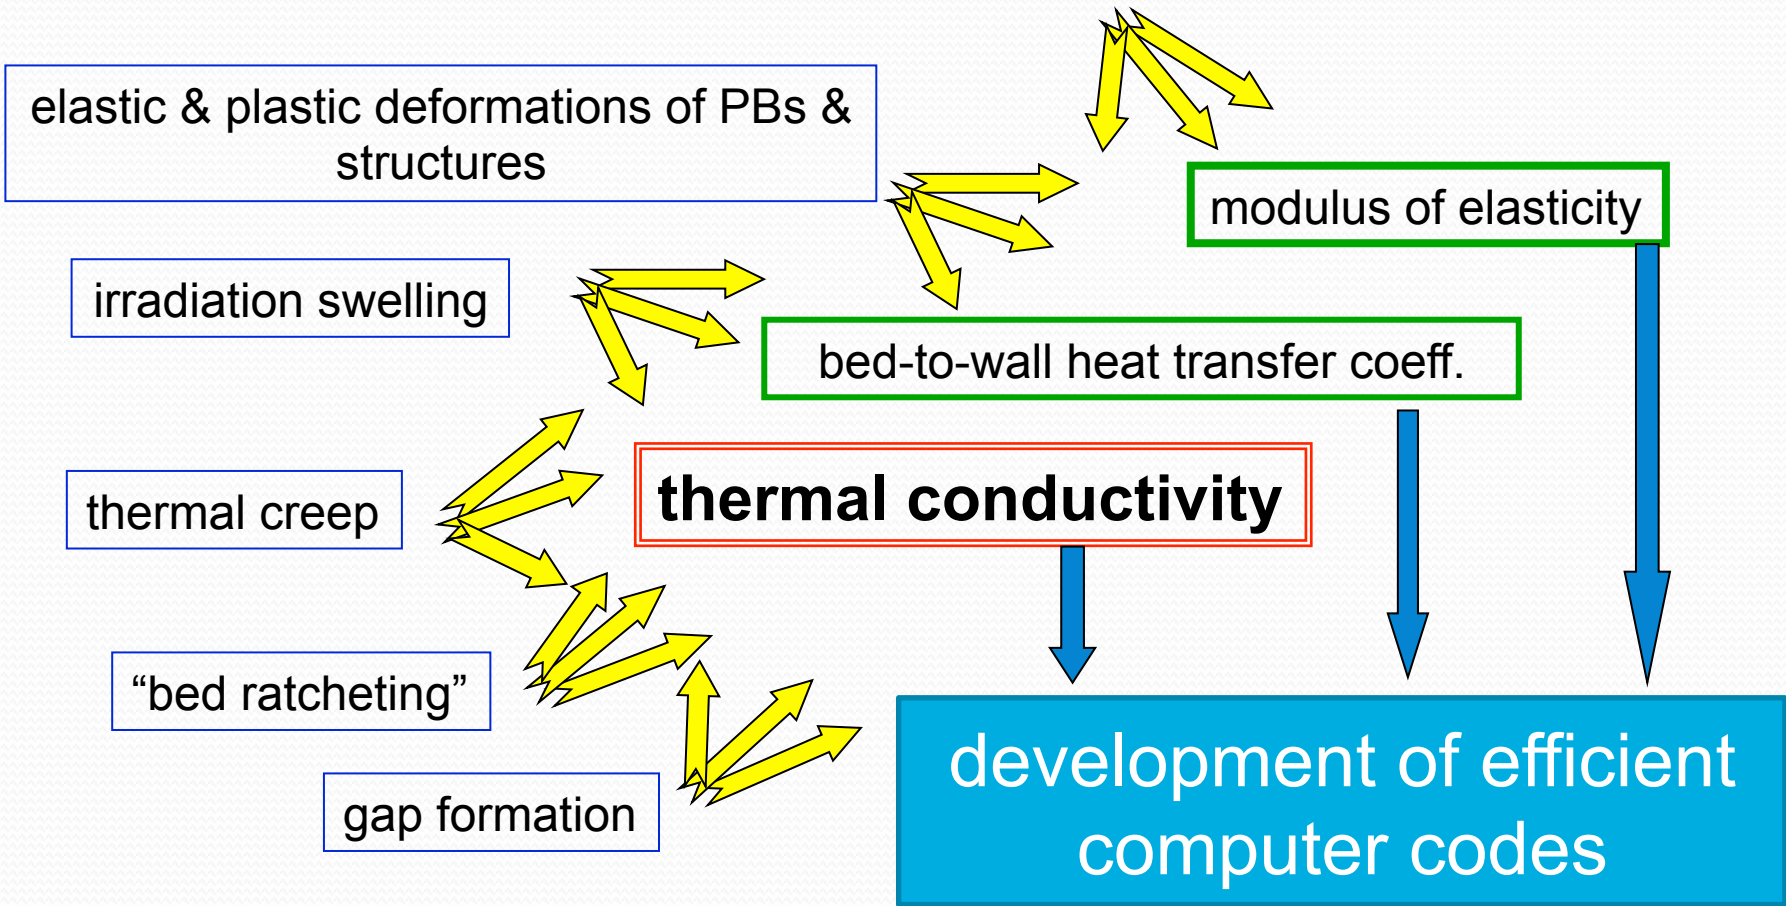 elastic & plastic deformations of PBs &
structures
modulus of elasticity
irradiation swelling
bed-to-wall heat transfer coeff.
thermal creep
thermal conductivity
“bed ratcheting”
gap formation
development of efficient
computer codes